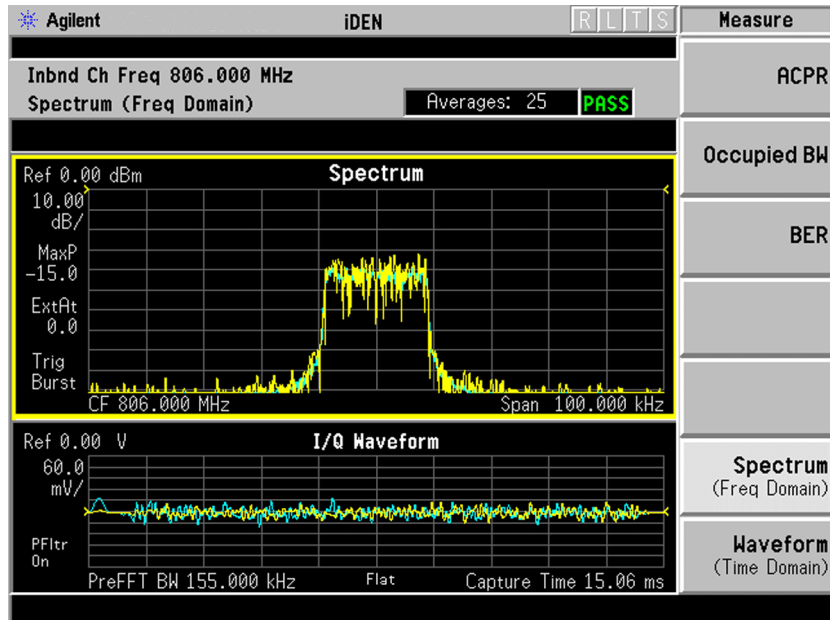 Agilent
iDEN
R L T S
Measure
Inbnd Ch Freq 806.000 MHz
Spectrum (Freq Domain)
Averages: 25
PASS
ACPR
Occupied BW
BER
Ref 0.00 dBm
Spectrum
10.00
dB/
MaxP
-15.0
ExtAt
0.0
Trig
Burst
CF 806.000 MHz
Span 100.000 kHz
Ref 0.00 V
I/Q Waveform
60.0
mV/
PFltr
On
PreFFT BW 155.000 kHz
Flat
Capture Time 15.06 ms
Spectrum
(Freq Domain)
Waveform
(Time Domain)